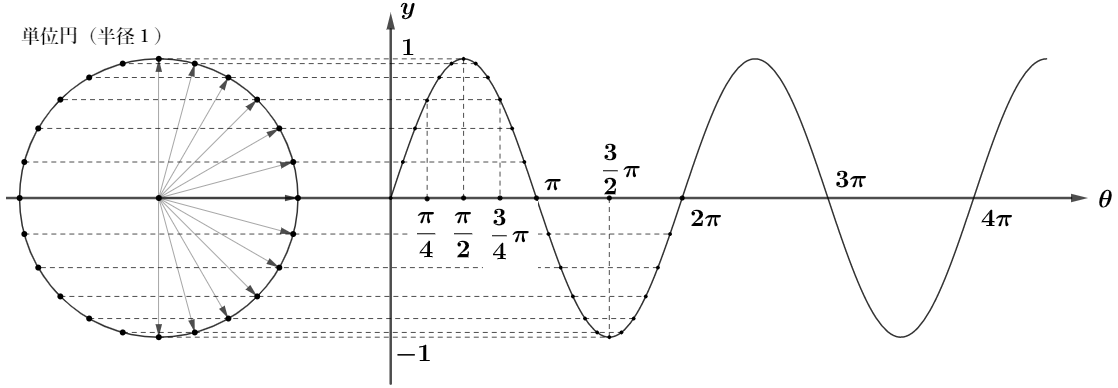 単位円（半径 1 ）
y
1
π/4
π/2
3/4 π
π
3/2 π
2π
3π
4π
θ
−1